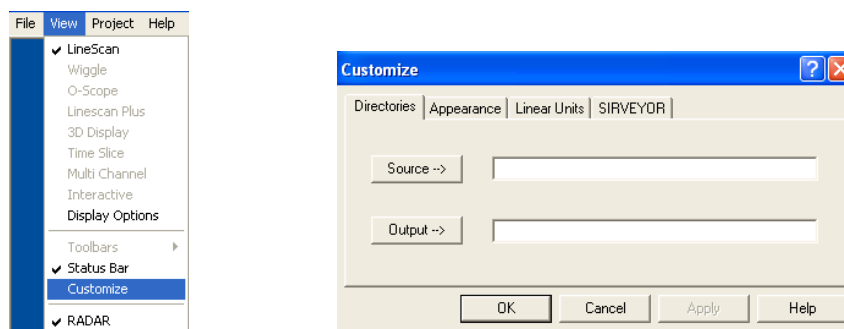 File View Project Help
✔ LineScan
Wiggle
O-Scope
Linescan Plus
3D Display
Time Slice
Multi Channel
Interactive
Display Options
Toolbars
✔ Status Bar
Customize
✔ RADAR
Customize
Directories Appearance Linear Units SIRVEYOR
Source -->
Output -->
OK Cancel Apply Help